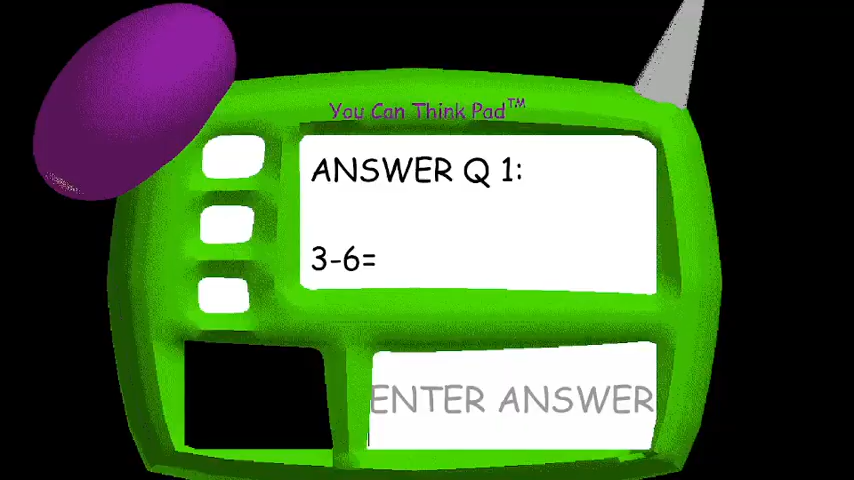 You Can Think Pad™
ANSWER Q 1:
3-6=
ENTER ANSWER